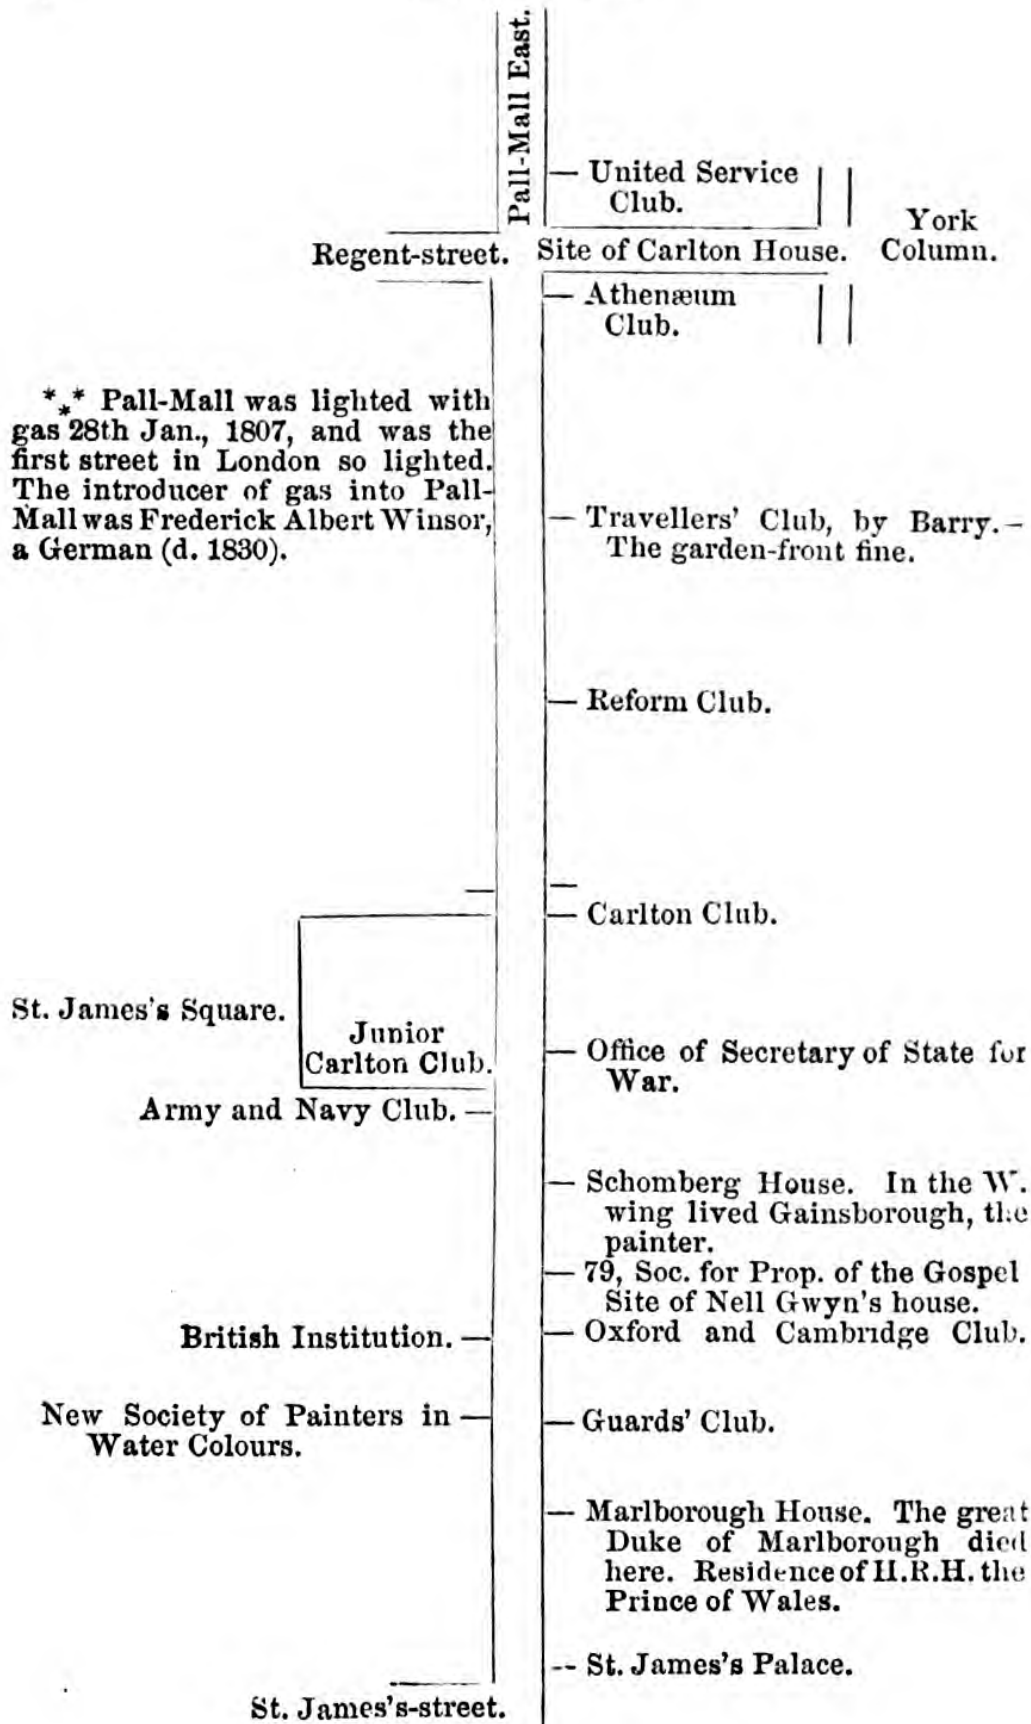 Pall-Mall East.
— United Service
Club.
York
Column.
Regent-street.
Site of Carlton House.
— Athenæum
Club.
*⁎* Pall-Mall was lighted with
gas 28th Jan., 1807, and was the
first street in London so lighted.
The introducer of gas into Pall-
Mall was Frederick Albert Winsor,
a German (d. 1830).
— Travellers' Club, by Barry.–
The garden-front fine.
— Reform Club.
— Carlton Club.
St. James's Square.
Junior
Carlton Club.
— Office of Secretary of State for
War.
Army and Navy Club. —
— Schomberg House. In the W.
wing lived Gainsborough, the
painter.
— 79, Soc. for Prop. of the Gospel
Site of Nell Gwyn's house.
British Institution. —
— Oxford and Cambridge Club.
New Society of Painters in —
Water Colours.
— Guards' Club.
— Marlborough House. The great
Duke of Marlborough died
here. Residence of H.R.H. the
Prince of Wales.
-- St. James's Palace.
St. James's-street.